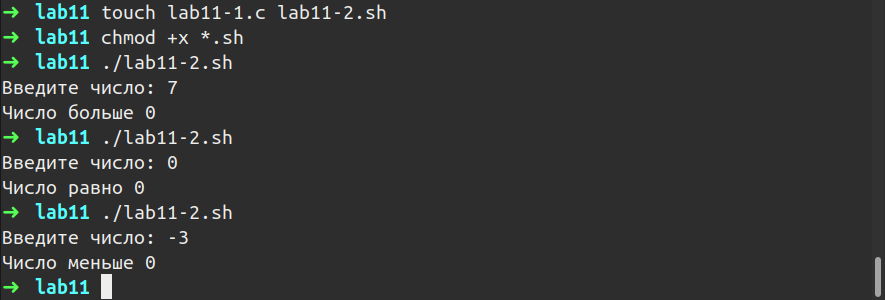 ➜ lab11 touch lab11-1.c lab11-2.sh
➜ lab11 chmod +x *.sh
➜ lab11 ./lab11-2.sh
Введите число: 7
Число больше 0
➜ lab11 ./lab11-2.sh
Введите число: 0
Число равно 0
➜ lab11 ./lab11-2.sh
Введите число: -3
Число меньше 0
➜ lab11